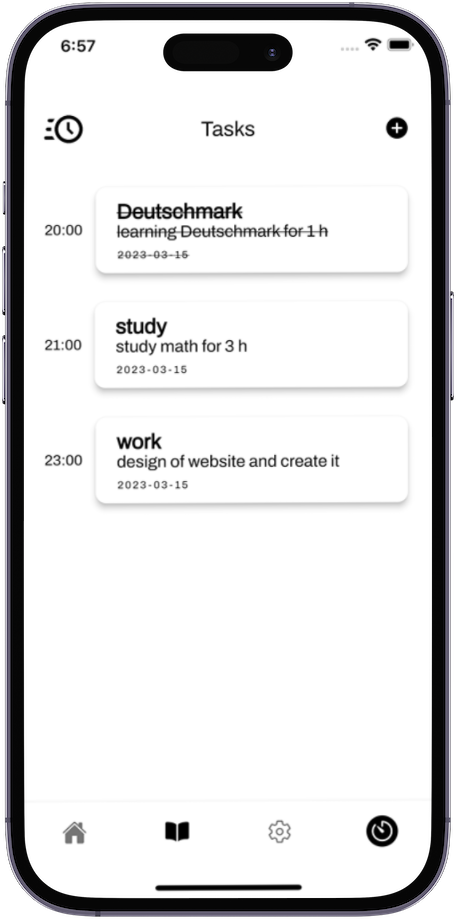 6:57
Tasks
20:00
Deutschmark
learning Deutschmark for 1 h
2023-03-15
21:00
study
study math for 3 h
2023-03-15
23:00
work
design of website and create it
2023-03-15